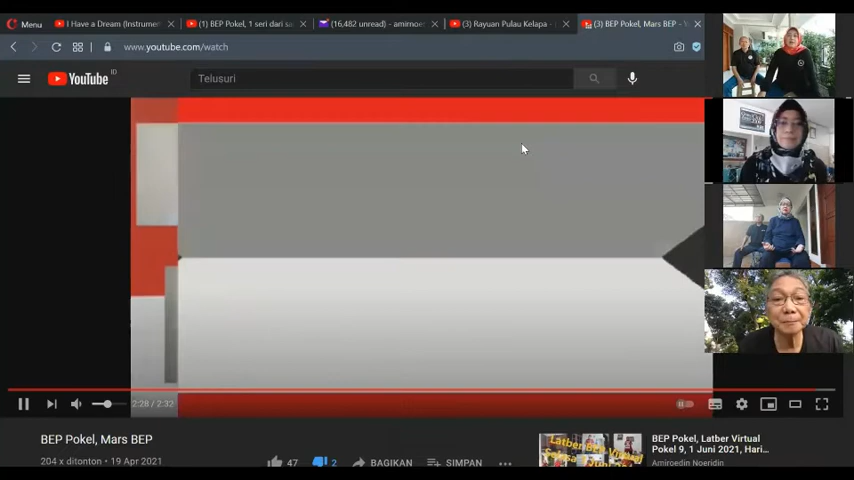 Menu
I Have a Dream (Instrumen
(1) BEP Pokel, 1 seri dari sa
(16,482 unread) - amirnoe
(3) Rayuan Pulau Kelapa -
(3) BEP Pokel, Mars BEP - Y
www.youtube.com/watch
YouTube ID
Telusuri
2:28 / 2:32
BEP Pokel, Mars BEP
204 x ditonton • 19 Apr 2021
47
2
BAGIKAN
SIMPAN
Latber BEP Virtual
BEP Pokel, Latber Virtual
Pokel 9, 1 Juni 2021, Hari...
Amiroedin Noeridin